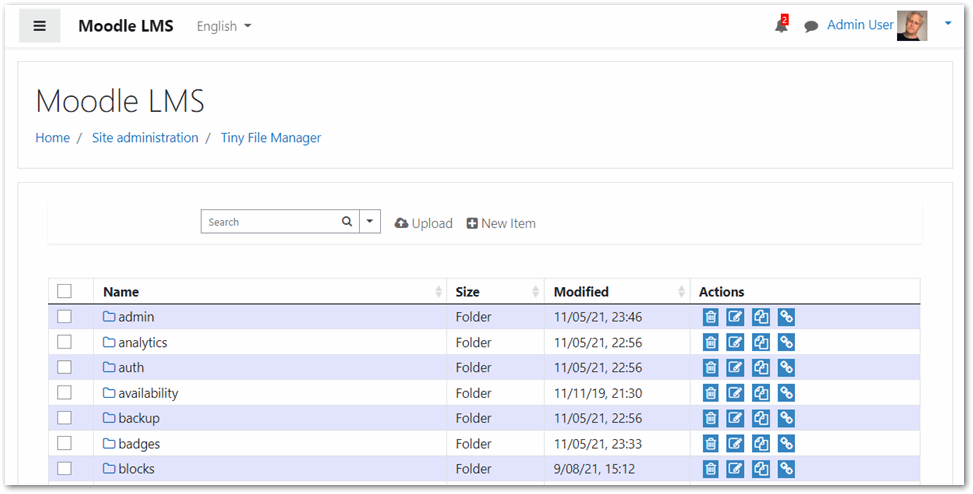 Moodle LMS English 2 Admin User
Moodle LMS
Home / Site administration / Tiny File Manager
Search Upload New Item
Name Size Modified Actions
admin Folder 11/05/21, 23:46
analytics Folder 11/05/21, 22:56
auth Folder 11/05/21, 22:56
availability Folder 11/11/19, 21:30
backup Folder 11/05/21, 22:56
badges Folder 11/05/21, 23:33
blocks Folder 9/08/21, 15:12